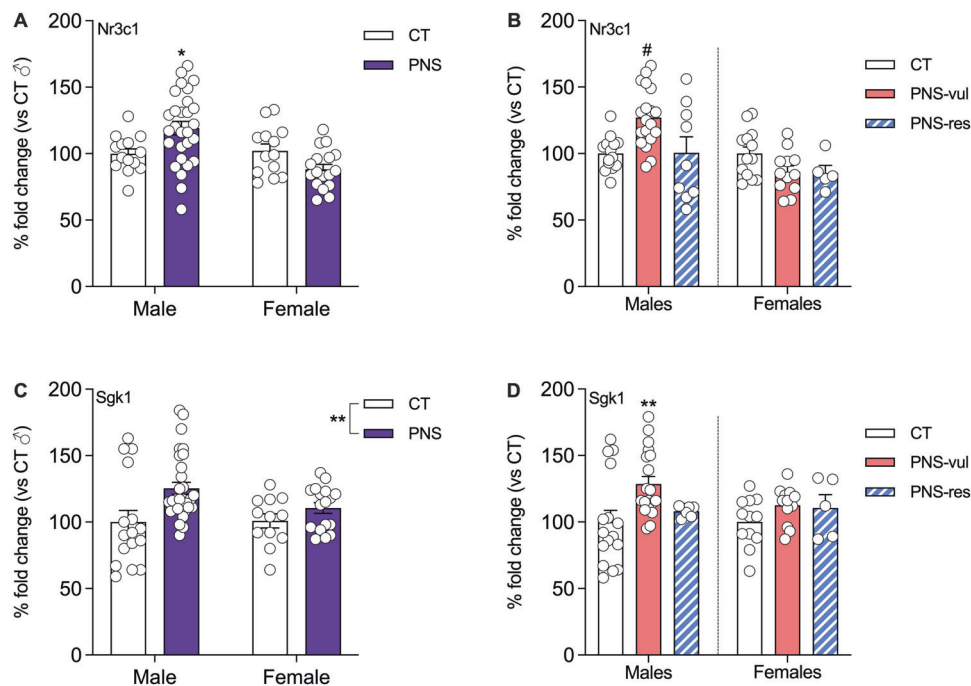 A
Nr3c1
% fold change (vs CT ♂)
200
150
100
50
0
*
Male
Female
CT
PNS
B
Nr3c1
% fold change (vs CT)
200
150
100
50
0
#
Males
Females
CT
PNS-vul
PNS-res
C
Sgk1
% fold change (vs CT ♂)
200
150
100
50
0
Male
Female
**
CT
PNS
D
Sgk1
% fold change (vs CT)
200
150
100
50
0
**
Males
Females
CT
PNS-vul
PNS-res